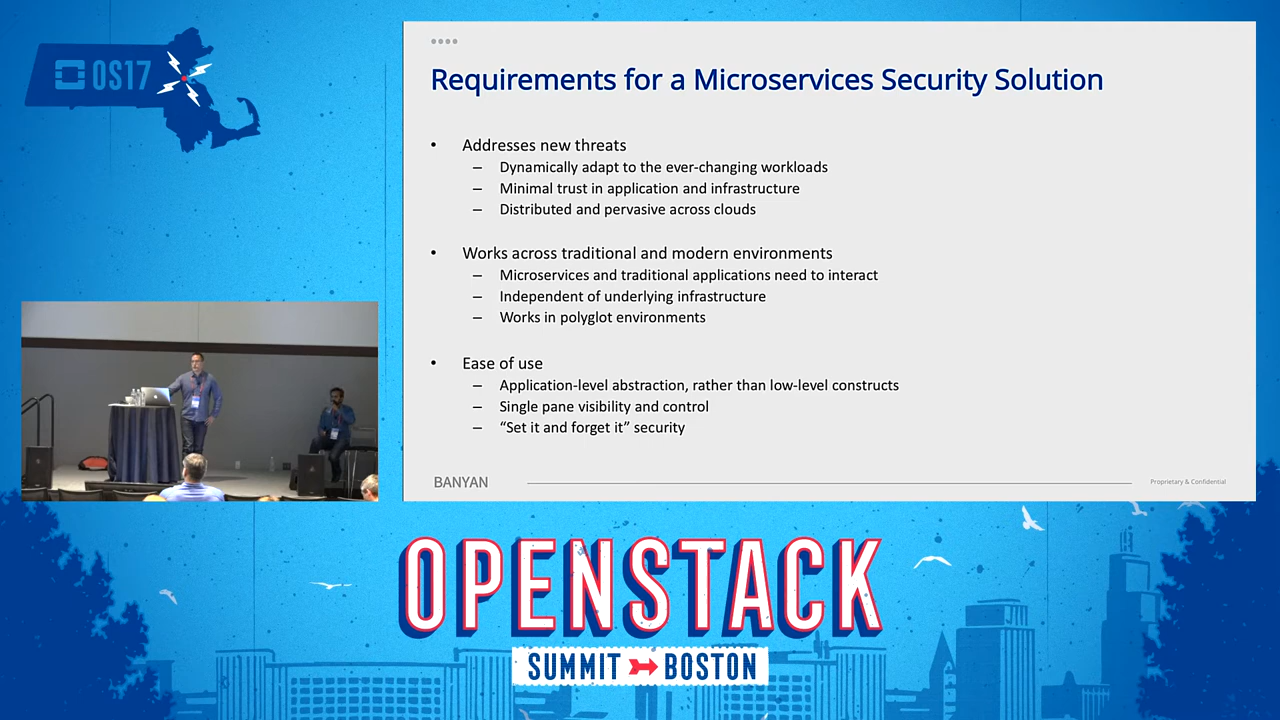 OS17
Requirements for a Microservices Security Solution
• Addresses new threats
– Dynamically adapt to the ever-changing workloads
– Minimal trust in application and infrastructure
– Distributed and pervasive across clouds
• Works across traditional and modern environments
– Microservices and traditional applications need to interact
– Independent of underlying infrastructure
– Works in polyglot environments
• Ease of use
– Application-level abstraction, rather than low-level constructs
– Single pane visibility and control
– “Set it and forget it” security
BANYAN
Proprietary & Confidential
OPENSTACK
SUMMIT BOSTON